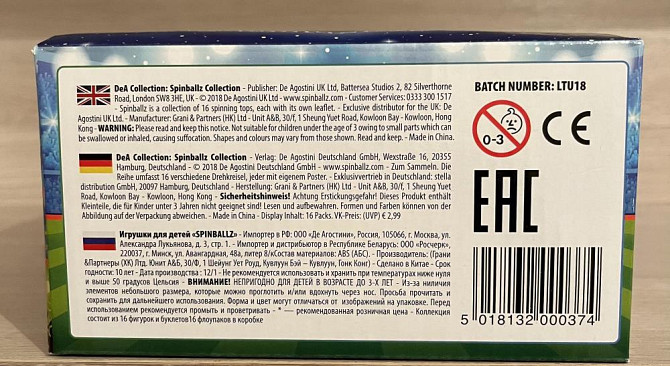 DeA Collection: Spinballz Collection - Publisher: De Agostini UK Ltd, Battersea Studios 2, 82 Silverthorne
Road, London SW8 3HE, UK - © 2018 De Agostini UK Ltd - www.spinballz.com - Customer Services: 0333 300 1517
- Spinballz is a collection of 16 spinning tops, each with its own leaflet. - Exclusive distributor for the UK: De
Agostini UK Ltd. - Manufacturer: Grani & Partners (HK) Ltd - Unit A&B, 30/f, 1 Sheung Yuet Road, Kowloon Bay - Kowloon, Hong
Kong - WARNING: Please read and keep this notice. Not suitable for children under the age of 3 owing to small parts which can
be swallowed or inhaled, causing suffocation. Shapes and colours may vary from those shown. Read and keep. - Made in China.
DeA Collection: Spinballz Collection - Verlag: De Agostini Deutschland GmbH, Wexstraße 16, 20355
Hamburg, Deutschland - © 2018 De Agostini Deutschland GmbH - www.spinballz.com - Zum Sammeln. Die
Reihe umfasst 16 verschiedene Drehkreisel, jeder mit eigenem Poster. - Exklusivertrieb in Deutschland: stella
distribution GmbH, 20097 Hamburg, Deutschland - Herstellung: Grani & Partners (HK) Ltd - Unit A&B, 30/f, 1 Sheung Yuet
Road, Kowloon Bay - Kowloon, Hong Kong - Sicherheitshinweis! Achtung Erstickungsgefahr! Dieses Produkt enthält
Kleinteile, die für Kinder unter 3 Jahren nicht geeignet sind! Lesen und aufbewahren. Formen und Farben können von der
Abbildung auf der Verpackung abweichen. - Made in China - Display Inhalt: 16 Packs. VK-Preis: (UVP) € 2,99
Игрушки для детей «SPINBALLZ» - Импортер в РФ: ООО «Де Агостини», Россия, 105066, г. Москва, ул.
Александра Лукьянова, д. 3, стр. 1. - Импортер и дистрибьютор в Республике Беларусь: ООО «Росчерк»,
220037, г. Минск, ул. Авангардная, 48а, литер 8/к Состав материалов: ABS (АБС). - Производитель: (Грани
&Партнеры (ХК) Лтд, Юнит А&Б, 30/Ф, 1 Шейунг Ует Роуд, Кувлуун Бэй – Кувлуун, Гонк Конг) - Сделано в Китае - Срок
годности: 10 лет - Дата производства : 12/1 - Не рекомендуется использовать и хранить при температурах ниже нуля
и выше 50 градусов Цельсия - ВНИМАНИЕ! НЕПРИГОДНО ДЛЯ ДЕТЕЙ В ВОЗРАСТЕ ДО 3-Х ЛЕТ - Из-за наличия
элементов небольшого размера, которые можно проглотить и/или вдохнуть через нос. Просьба прочитать и
сохранить для дальнейшего использования. Форма и цвет могут отличаться от изображений на упаковке. Перед
использованием рекомендуется промыть и проветривать - * — рекомендованная розничная цена - Коллекция
состоит из 16 фигурок и буклетов16 флоупаков в коробке
BATCH NUMBER: LTU18
0-3
CE
EAC
5 018132 000374